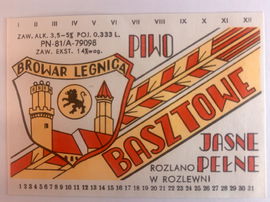 I II III IV V VI VII VIII IX X XI XII
ZAW. ALK. 3,5-5% POJ. 0,333 L.
PN-81/A-79098
ZAW. EKST. 14% wag.
PIWO
BROWAR LEGNICA
BASZTOWE
JASNE
PEŁNE
ROZLANO
W ROZLEWNI
1 2 3 4 5 6 7 8 9 10 11 12 13 14 15 16 17 18 19 20 21 22 23 24 25 26 27 28 29 30 31